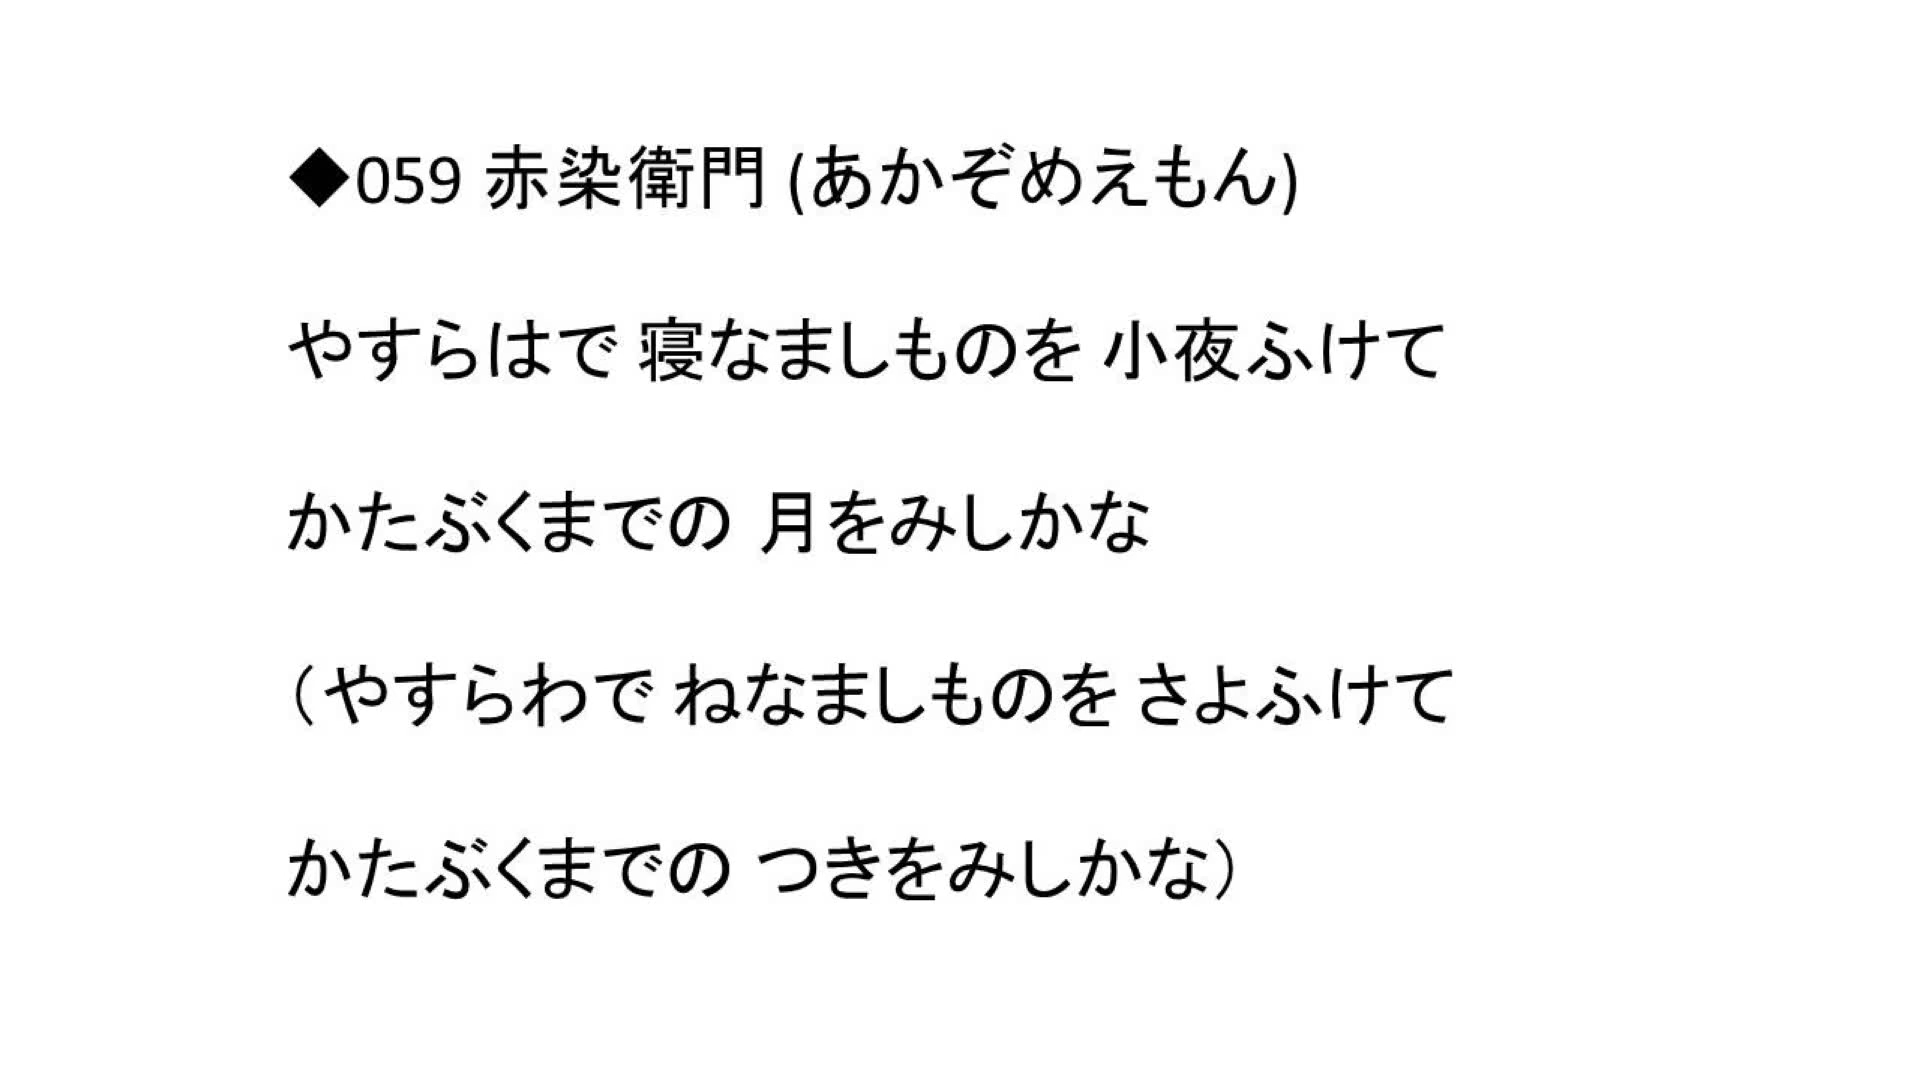 ◆059 赤染衛門 (あかぞめえもん)
やすらはで 寝なましものを 小夜ふけて
かたぶくまでの 月をみしかな
（やすらわで ねなましものを さよふけて
かたぶくまでの つきをみしかな）